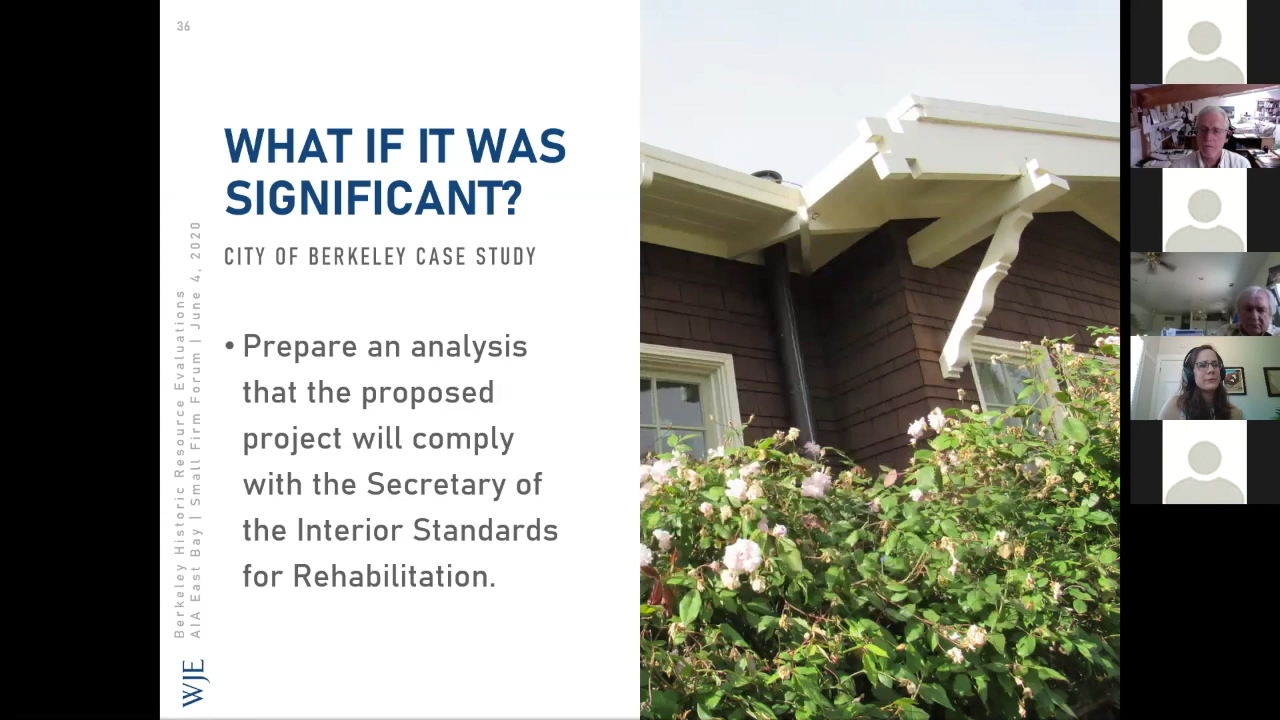 36
WHAT IF IT WAS
SIGNIFICANT?
CITY OF BERKELEY CASE STUDY
• Prepare an analysis
that the proposed
project will comply
with the Secretary of
the Interior Standards
for Rehabilitation.
Berkeley Historic Resource Evaluations
AIA East Bay | Small Firm Forum | June 4, 2020
WJE